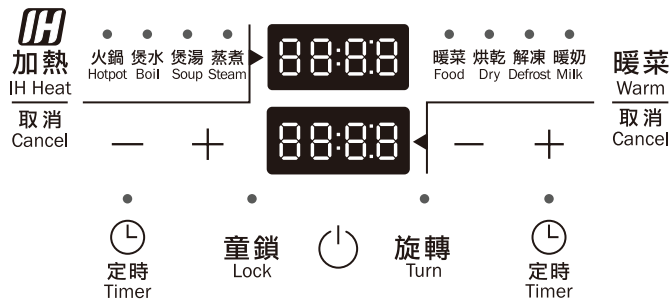 IH
加熱
IH Heat
取消
Cancel
火鍋 煲水 煲湯 蒸煮
Hotpot Boil Soup Steam
88:88
88:88
暖菜 烘乾 解凍 暖奶
Food Dry Defrost Milk
暖菜
Warm
取消
Cancel
− +
− +
定時
Timer
童鎖
Lock
旋轉
Turn
定時
Timer